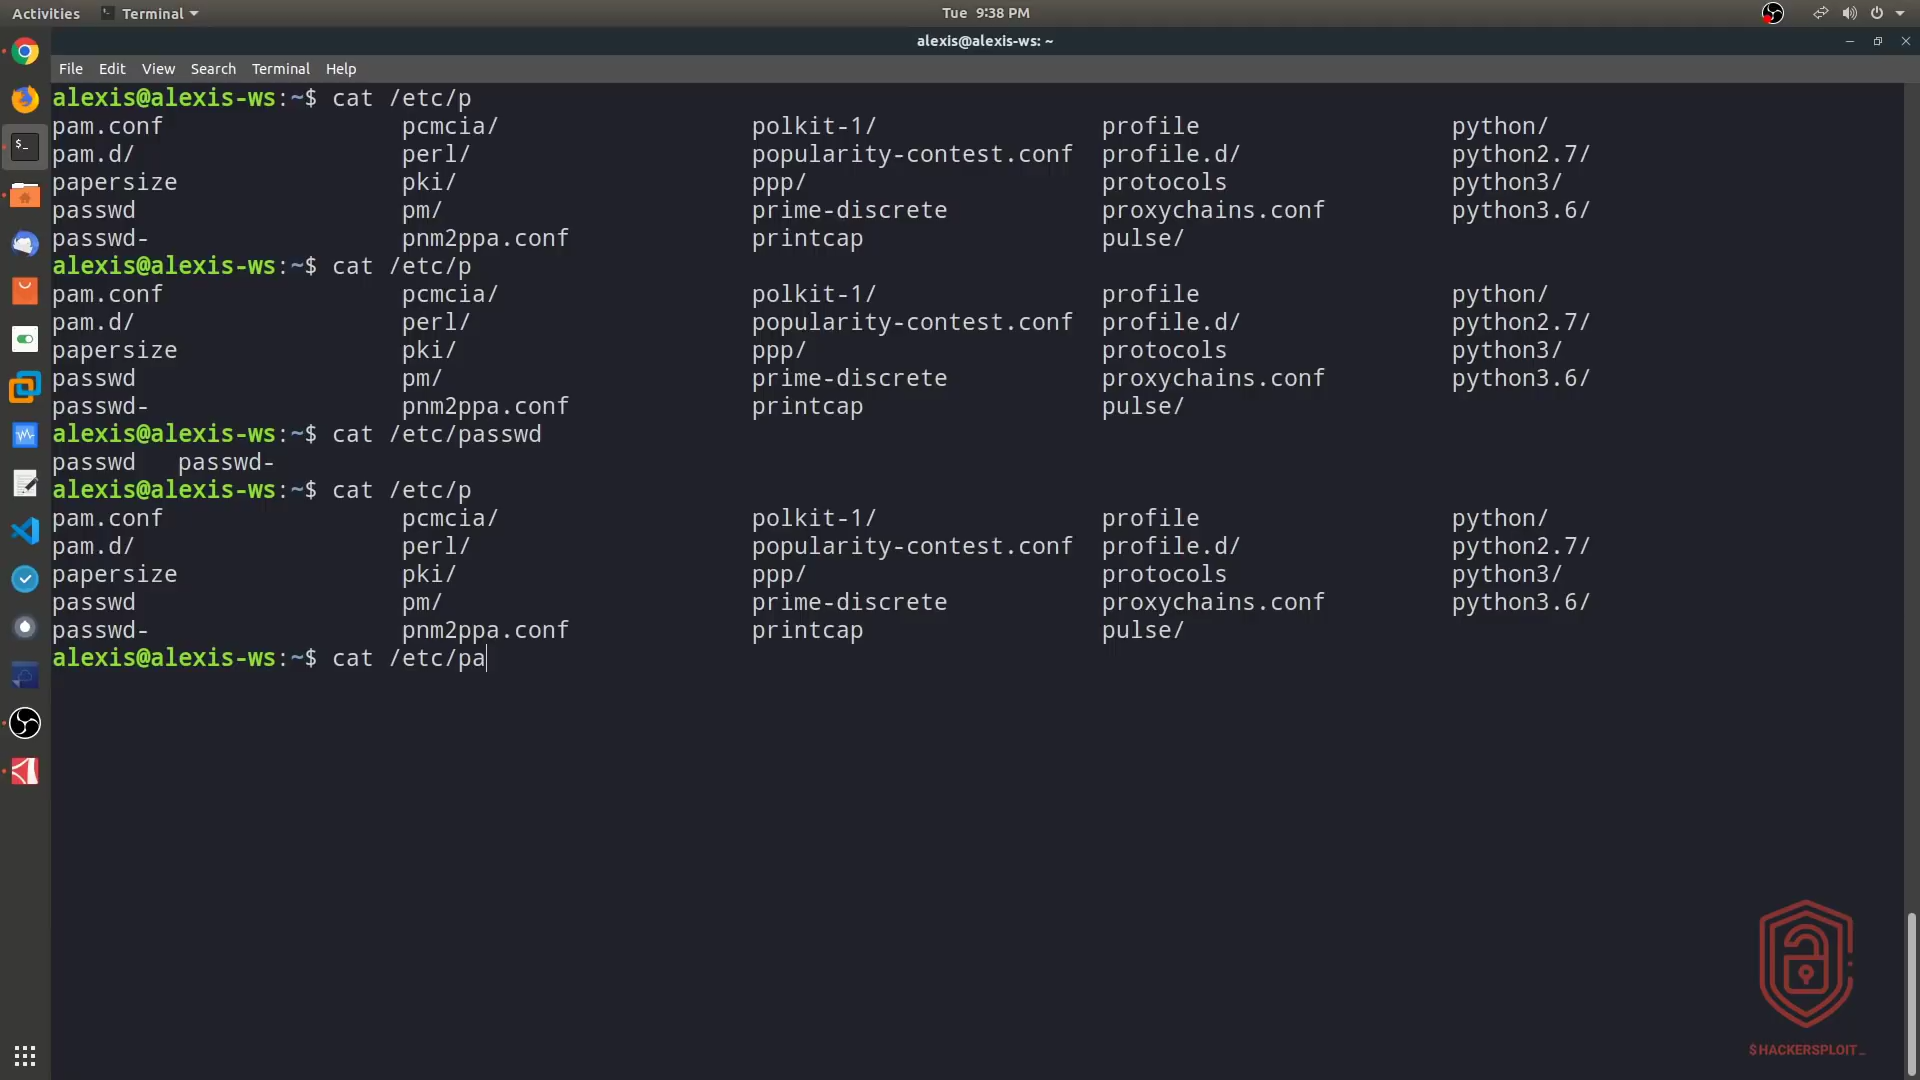 Activities Terminal Tue 9:38 PM
alexis@alexis-ws: ~
File Edit View Search Terminal Help
alexis@alexis-ws:~$ cat /etc/p
pam.conf pcmcia/ polkit-1/ profile python/
pam.d/ perl/ popularity-contest.conf profile.d/ python2.7/
papersize pki/ ppp/ protocols python3/
passwd pm/ prime-discrete proxychains.conf python3.6/
passwd- pnm2ppa.conf printcap pulse/
alexis@alexis-ws:~$ cat /etc/p
pam.conf pcmcia/ polkit-1/ profile python/
pam.d/ perl/ popularity-contest.conf profile.d/ python2.7/
papersize pki/ ppp/ protocols python3/
passwd pm/ prime-discrete proxychains.conf python3.6/
passwd- pnm2ppa.conf printcap pulse/
alexis@alexis-ws:~$ cat /etc/passwd
passwd passwd-
alexis@alexis-ws:~$ cat /etc/p
pam.conf pcmcia/ polkit-1/ profile python/
pam.d/ perl/ popularity-contest.conf profile.d/ python2.7/
papersize pki/ ppp/ protocols python3/
passwd pm/ prime-discrete proxychains.conf python3.6/
passwd- pnm2ppa.conf printcap pulse/
alexis@alexis-ws:~$ cat /etc/pa
$HACKERSPLOIT_